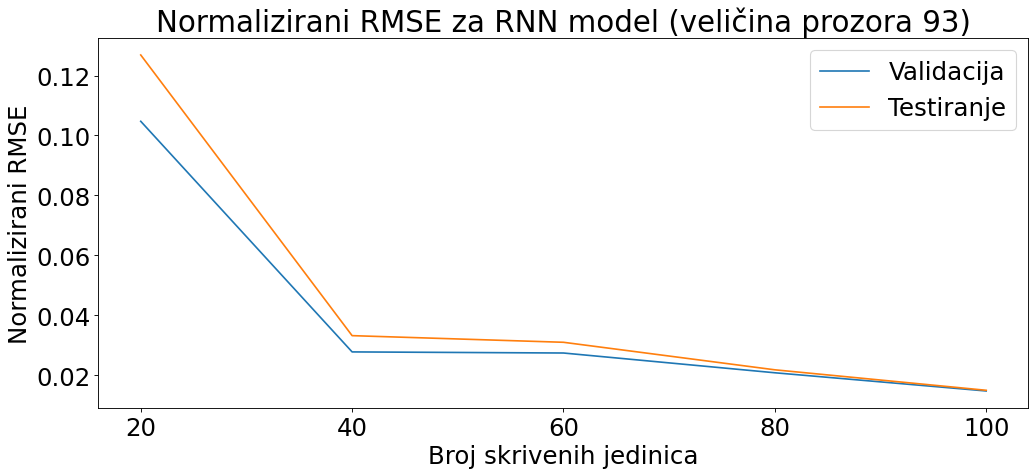 Normalizirani RMSE za RNN model (veličina prozora 93)
Validacija
Testiranje
Normalizirani RMSE
0.12
0.10
0.08
0.06
0.04
0.02
20 40 60 80 100
Broj skrivenih jedinica